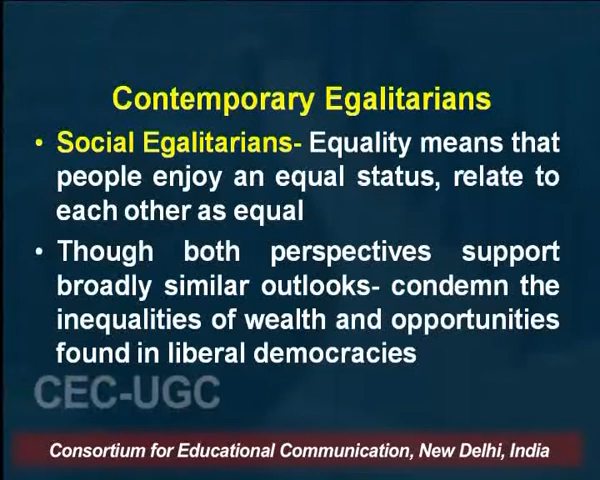 Contemporary Egalitarians
• Social Egalitarians- Equality means that
people enjoy an equal status, relate to
each other as equal
• Though both perspectives support
broadly similar outlooks- condemn the
inequalities of wealth and opportunities
found in liberal democracies
CEC-UGC
Consortium for Educational Communication, New Delhi, India